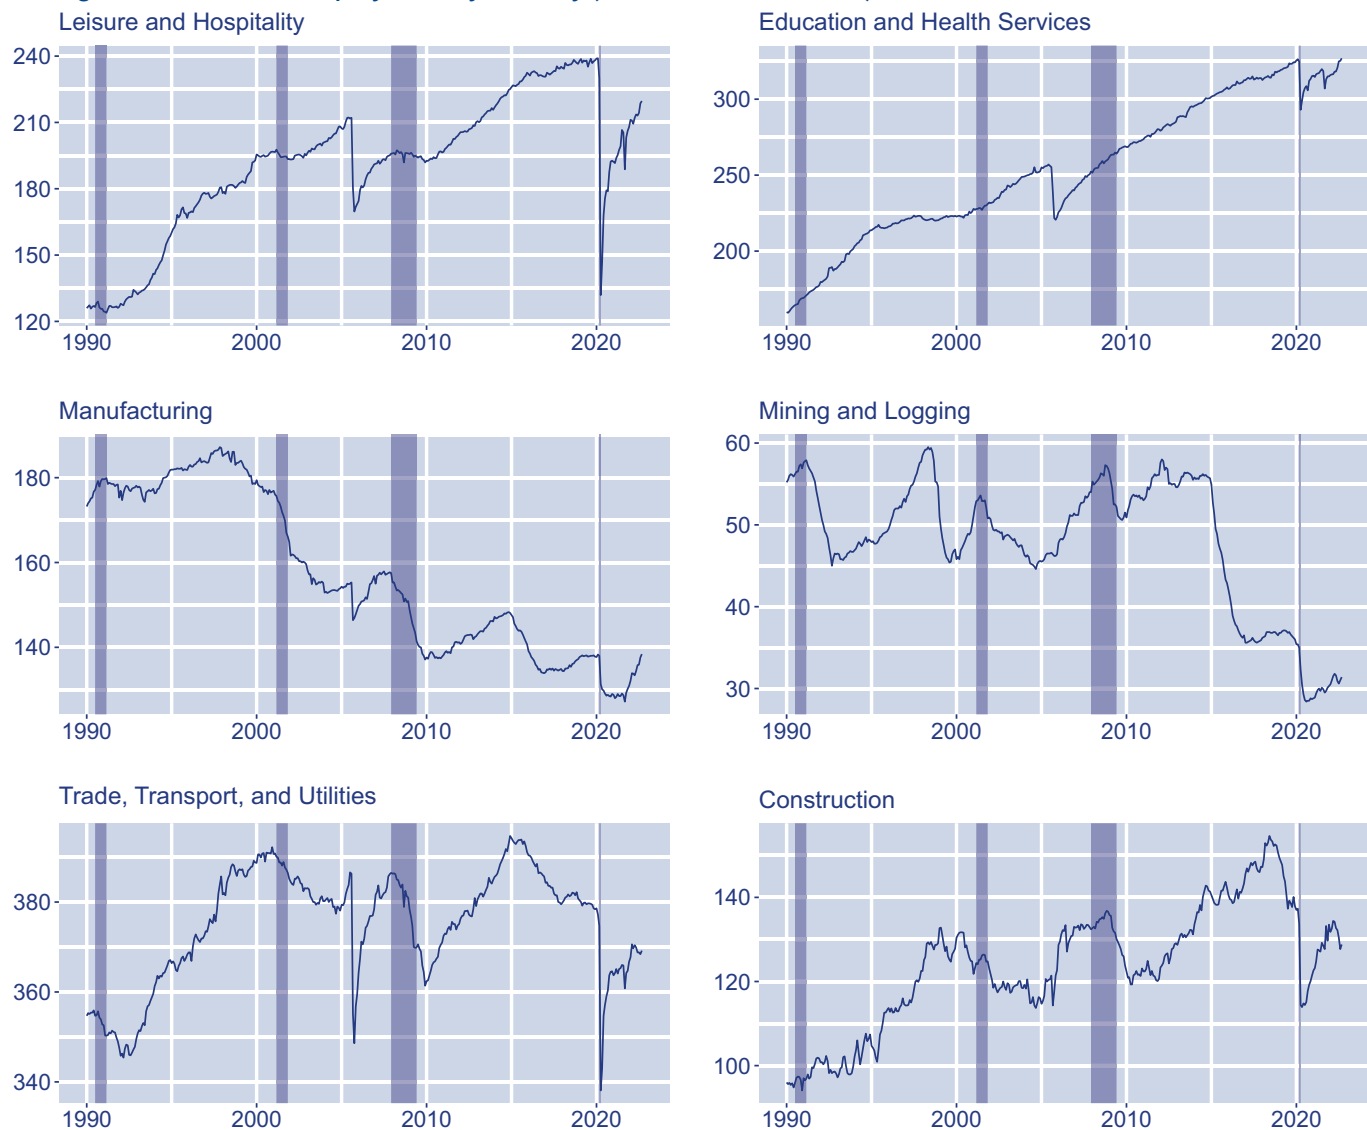 Leisure and Hospitality
240
210
180
150
120
1990 2000 2010 2020
Education and Health Services
300
250
200
1990 2000 2010 2020
Manufacturing
180
160
140
1990 2000 2010 2020
Mining and Logging
60
50
40
30
1990 2000 2010 2020
Trade, Transport, and Utilities
380
360
340
1990 2000 2010 2020
Construction
140
120
100
1990 2000 2010 2020